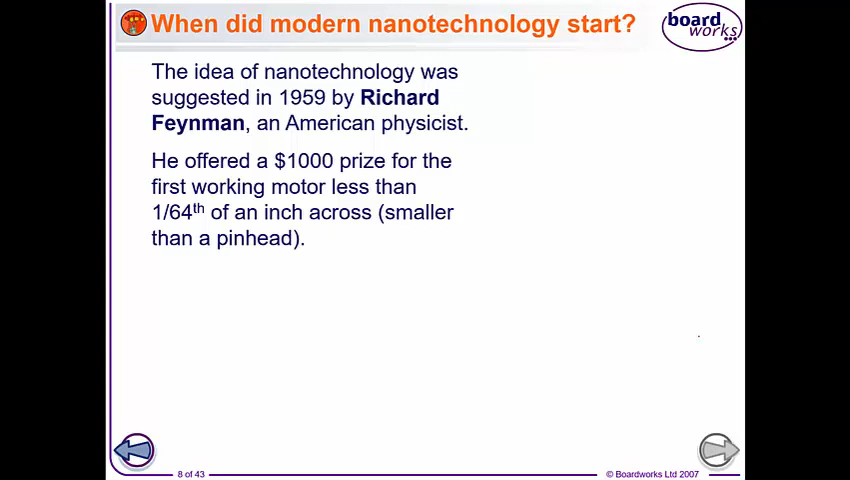 When did modern nanotechnology start?
board
works
The idea of nanotechnology was
suggested in 1959 by Richard
Feynman, an American physicist.
He offered a $1000 prize for the
first working motor less than
1/64th of an inch across (smaller
than a pinhead).
8 of 43
© Boardworks Ltd 2007